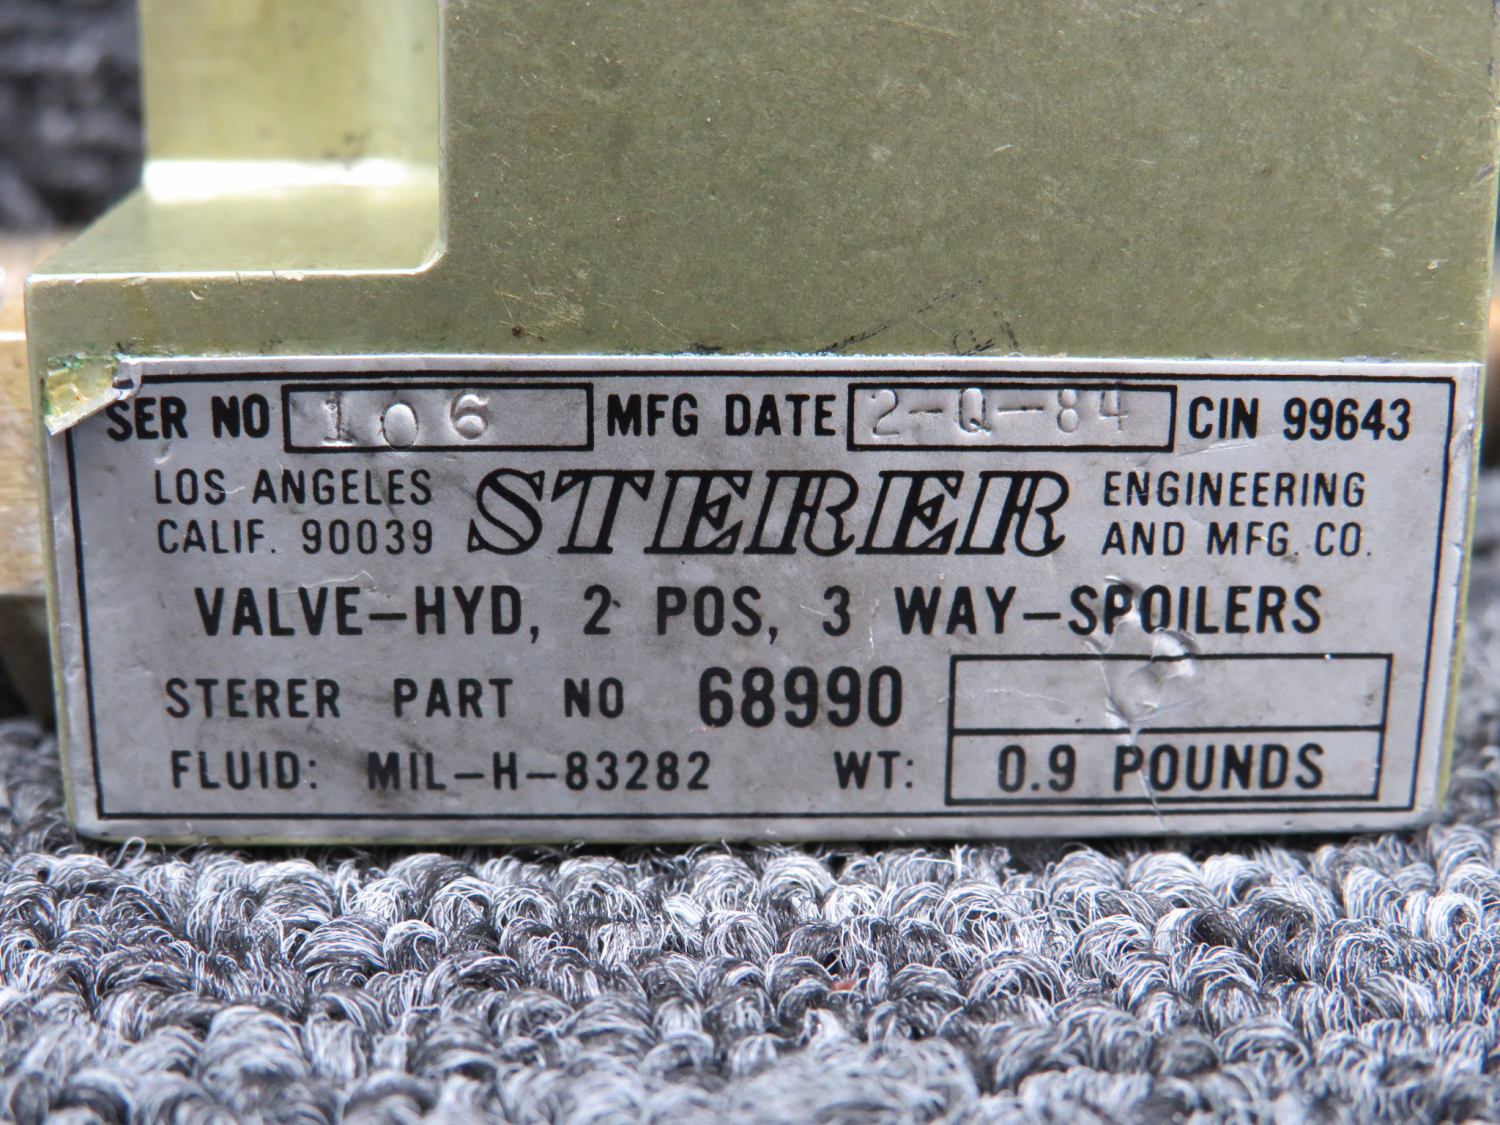 SER NO 106 MFG DATE 2-Q-84 CIN 99643
LOS ANGELES
CALIF. 90039
STERER
ENGINEERING
AND MFG. CO.
VALVE-HYD, 2 POS, 3 WAY-SPOILERS
STERER PART NO 68990
FLUID: MIL-H-83282 WT: 0.9 POUNDS